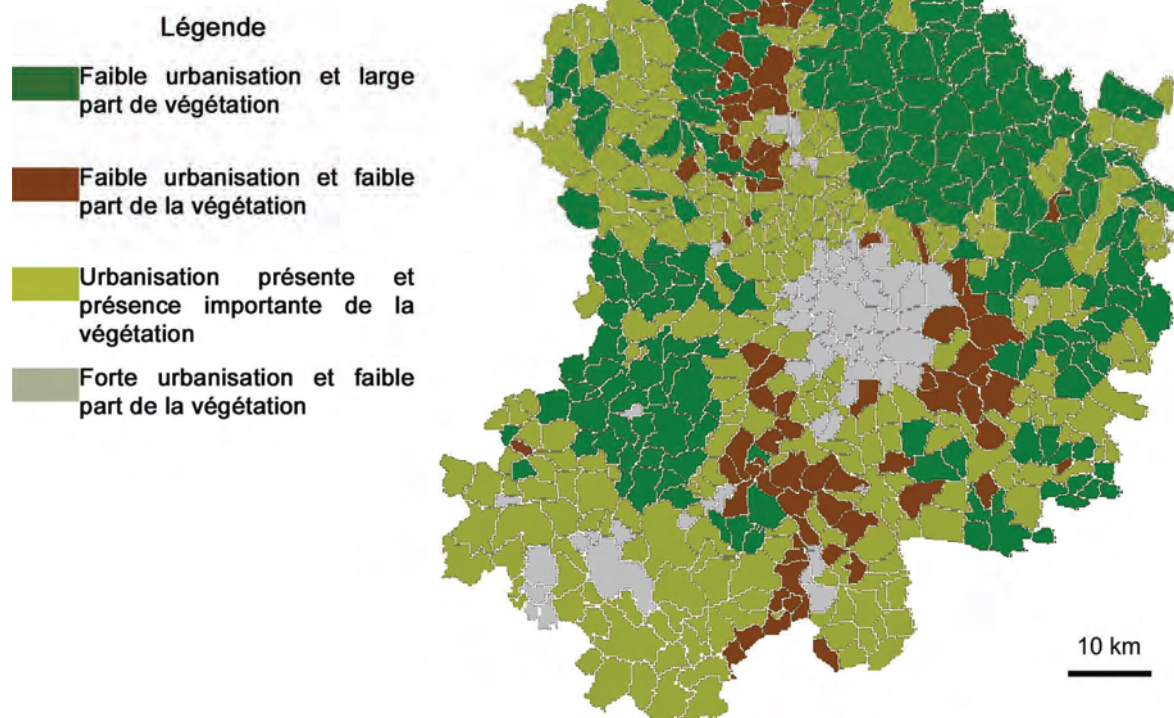 Légende
Faible urbanisation et large
part de végétation
Faible urbanisation et faible
part de la végétation
Urbanisation présente et
présence importante de la
végétation
Forte urbanisation et faible
part de la végétation
10 km